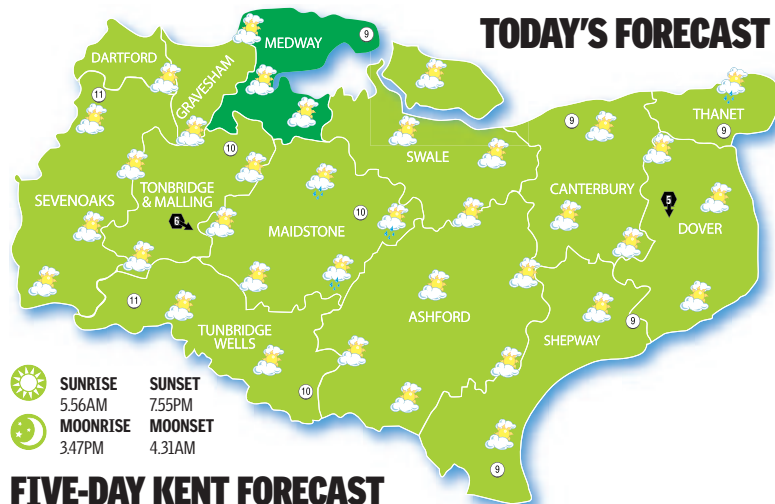 TODAY'S FORECAST
MEDWAY
9
DARTFORD
GRAVESHAM
11
THANET
9
9
10
SWALE
SEVENOAKS
TONBRIDGE
& MALLING
6
CANTERBURY
5
DOVER
10
MAIDSTONE
11
ASHFORD
TUNBRIDGE
WELLS
SHEPWAY
9
10
9
SUNRISE SUNSET
5.56AM 7.55PM
MOONRISE MOONSET
3.47PM 4.31AM
FIVE-DAY KENT FORECAST